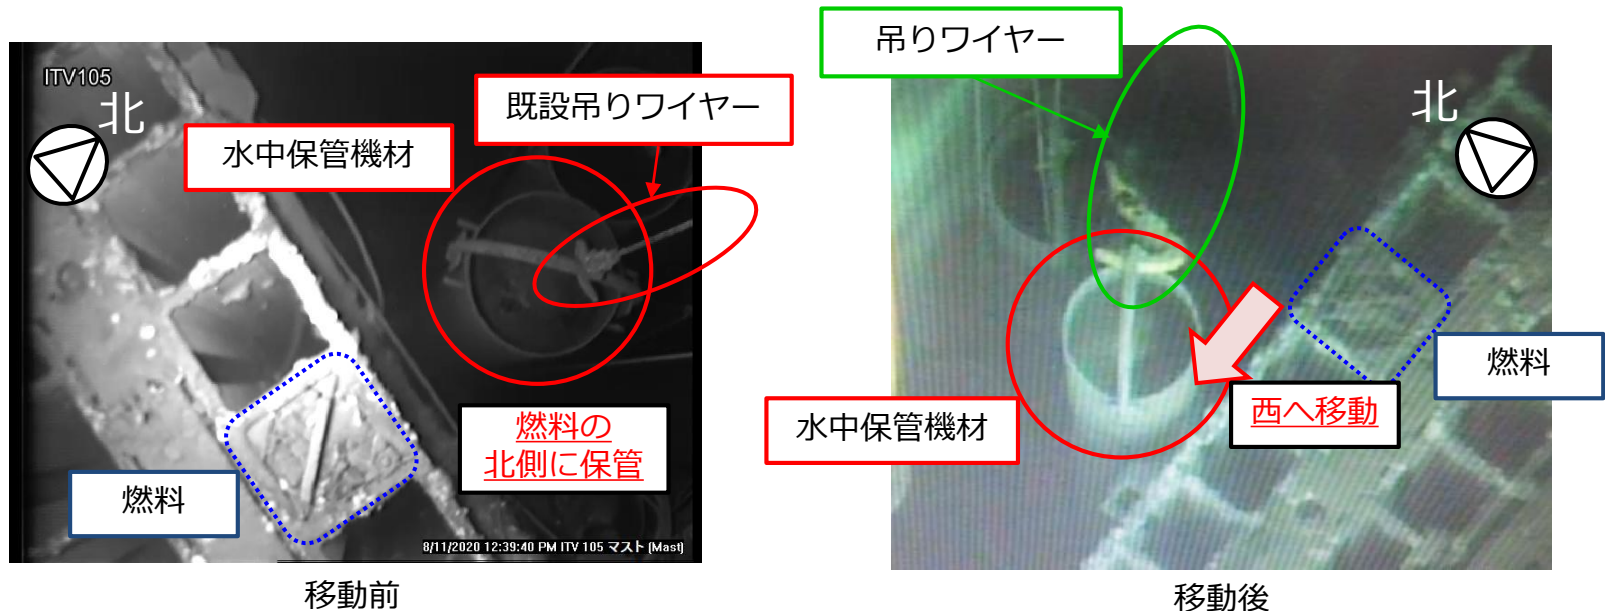 ITV105
北
水中保管機材
既設吊りワイヤー
燃料の
北側に保管
燃料
8/11/2020 12:39:40 PM ITV 105 マスト (Mast)
移動前
吊りワイヤー
北
水中保管機材
西へ移動
燃料
移動後